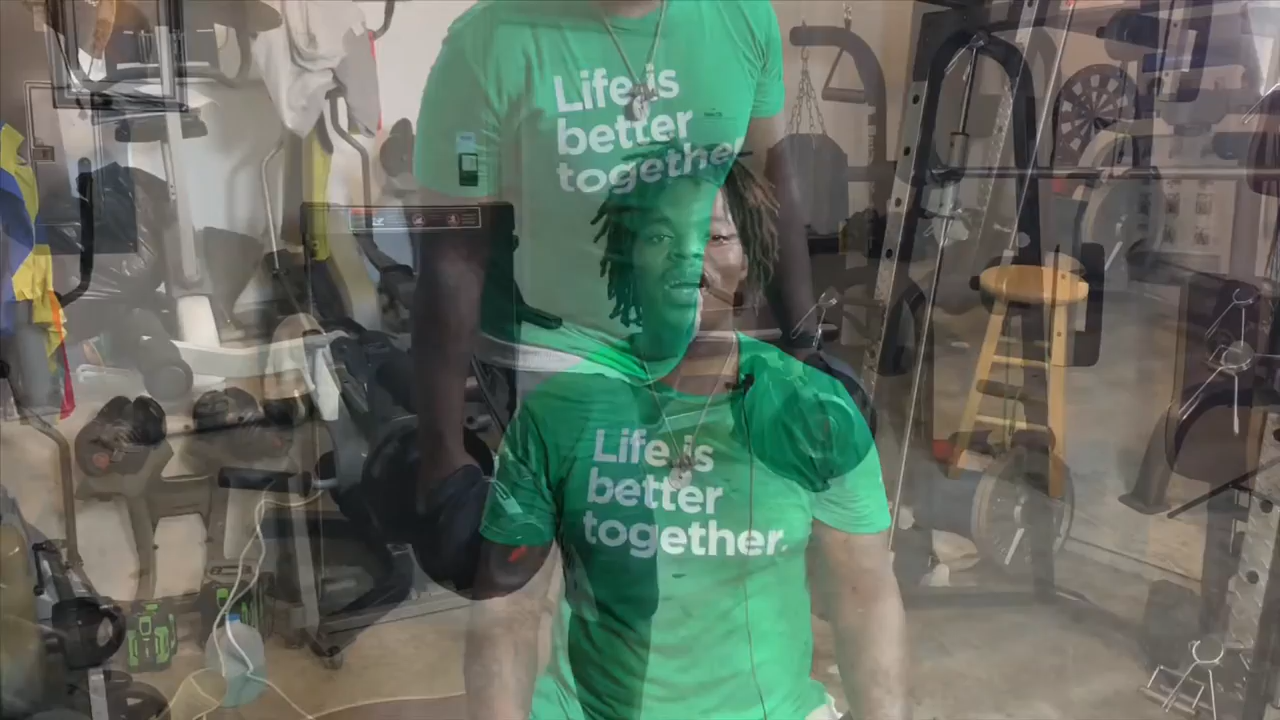 Life is
better
together
Life is
better
together.